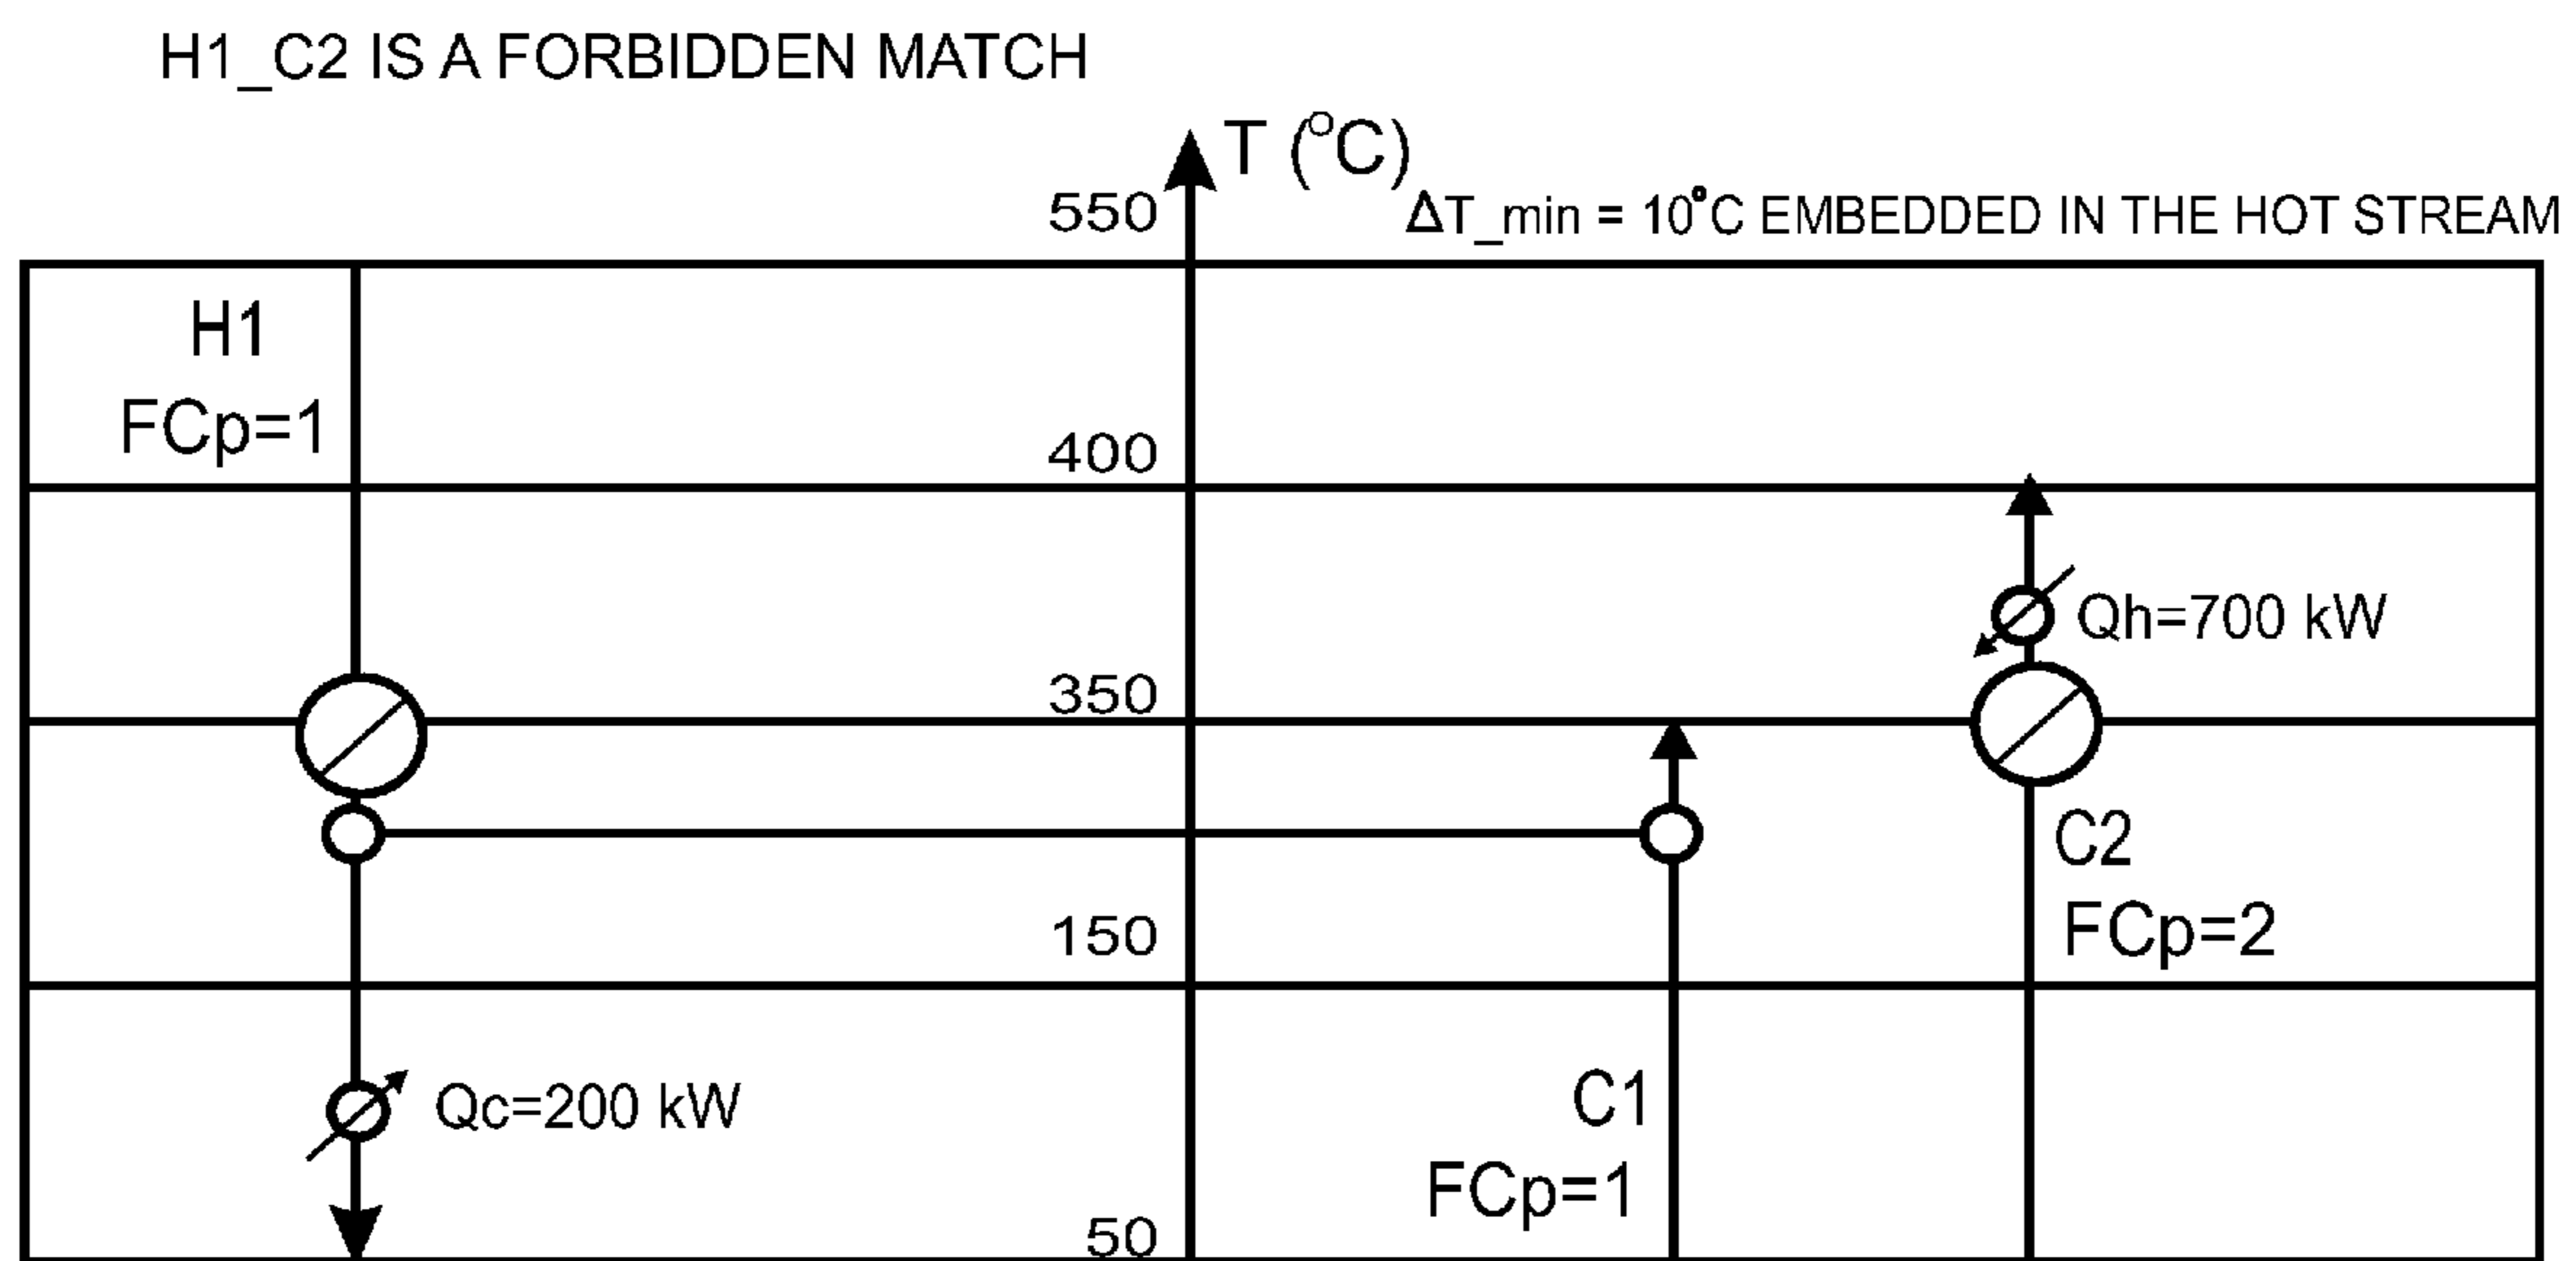 H1_C2 IS A FORBIDDEN MATCH
T (°C)
550
ΔT_min = 10°C EMBEDDED IN THE HOT STREAM
H1
FCp=1
400
Qh=700 kW
350
C2
FCp=2
150
Qc=200 kW
C1
FCp=1
50